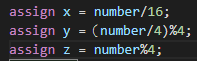 assign x = number/16;
assign y = (number/4)%4;
assign z = number%4;